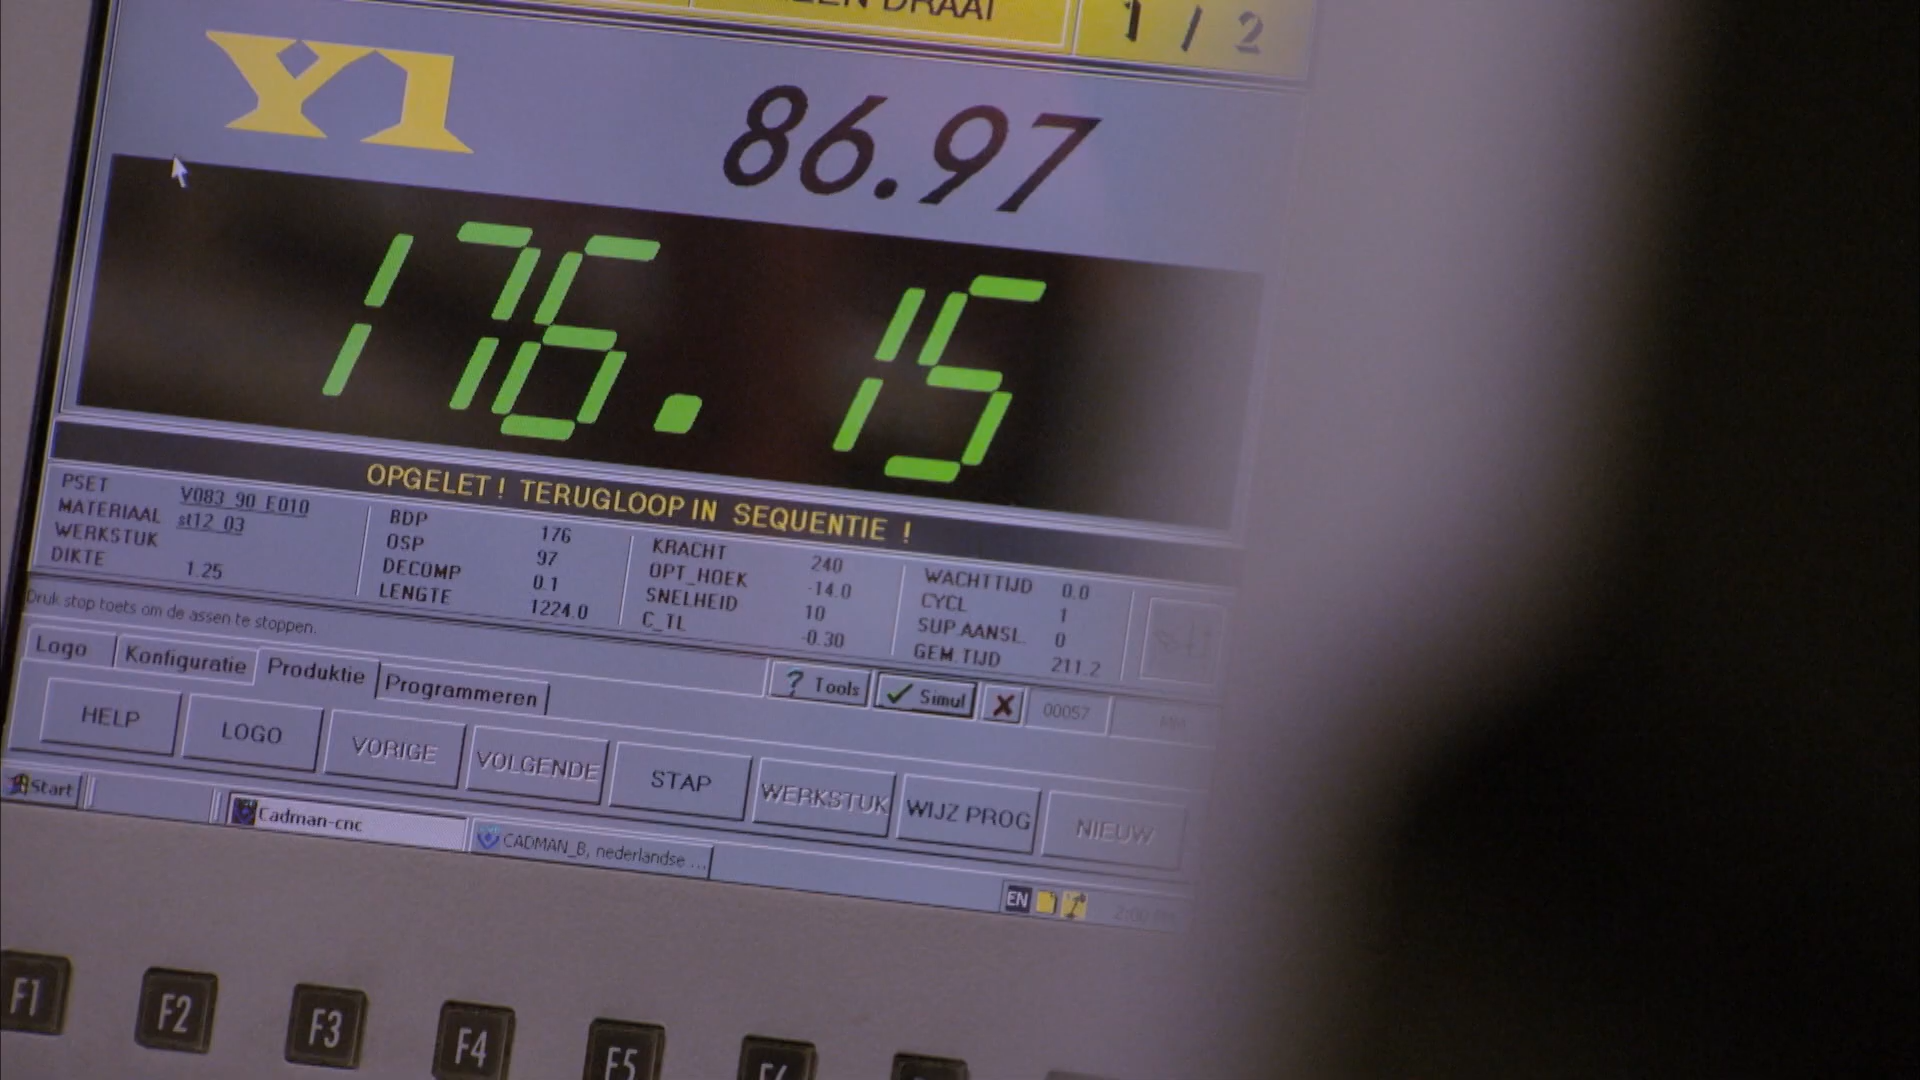 DRAAI
1 / 2
Y1 86.97
176.15
OPGELET ! TERUGLOOP IN SEQUENTIE !
PSET V083_90_E010 BDP 176 KRACHT 240 WACHTTIJD 0.0
MATERIAAL st12_03 OSP 97 OPT_HOEK -14.0 CYCL 1
WERKSTUK DECOMP 0.1 SNELHEID 10 SUP.AANSL. 0
DIKTE 1.25 LENGTE 1224.0 C_TL -0.30 GEM.TIJD 211.2
Druk stop toets om de assen te stoppen.
Logo Konfiguratie Produktie Programmeren ? Tools Simul 00057
HELP LOGO VORIGE VOLGENDE STAP WERKSTUK WIJZ PROG NIEUW
Start Cadman-cnc CADMAN_B, nederlandse ...
EN
F1 F2 F3 F4 F5